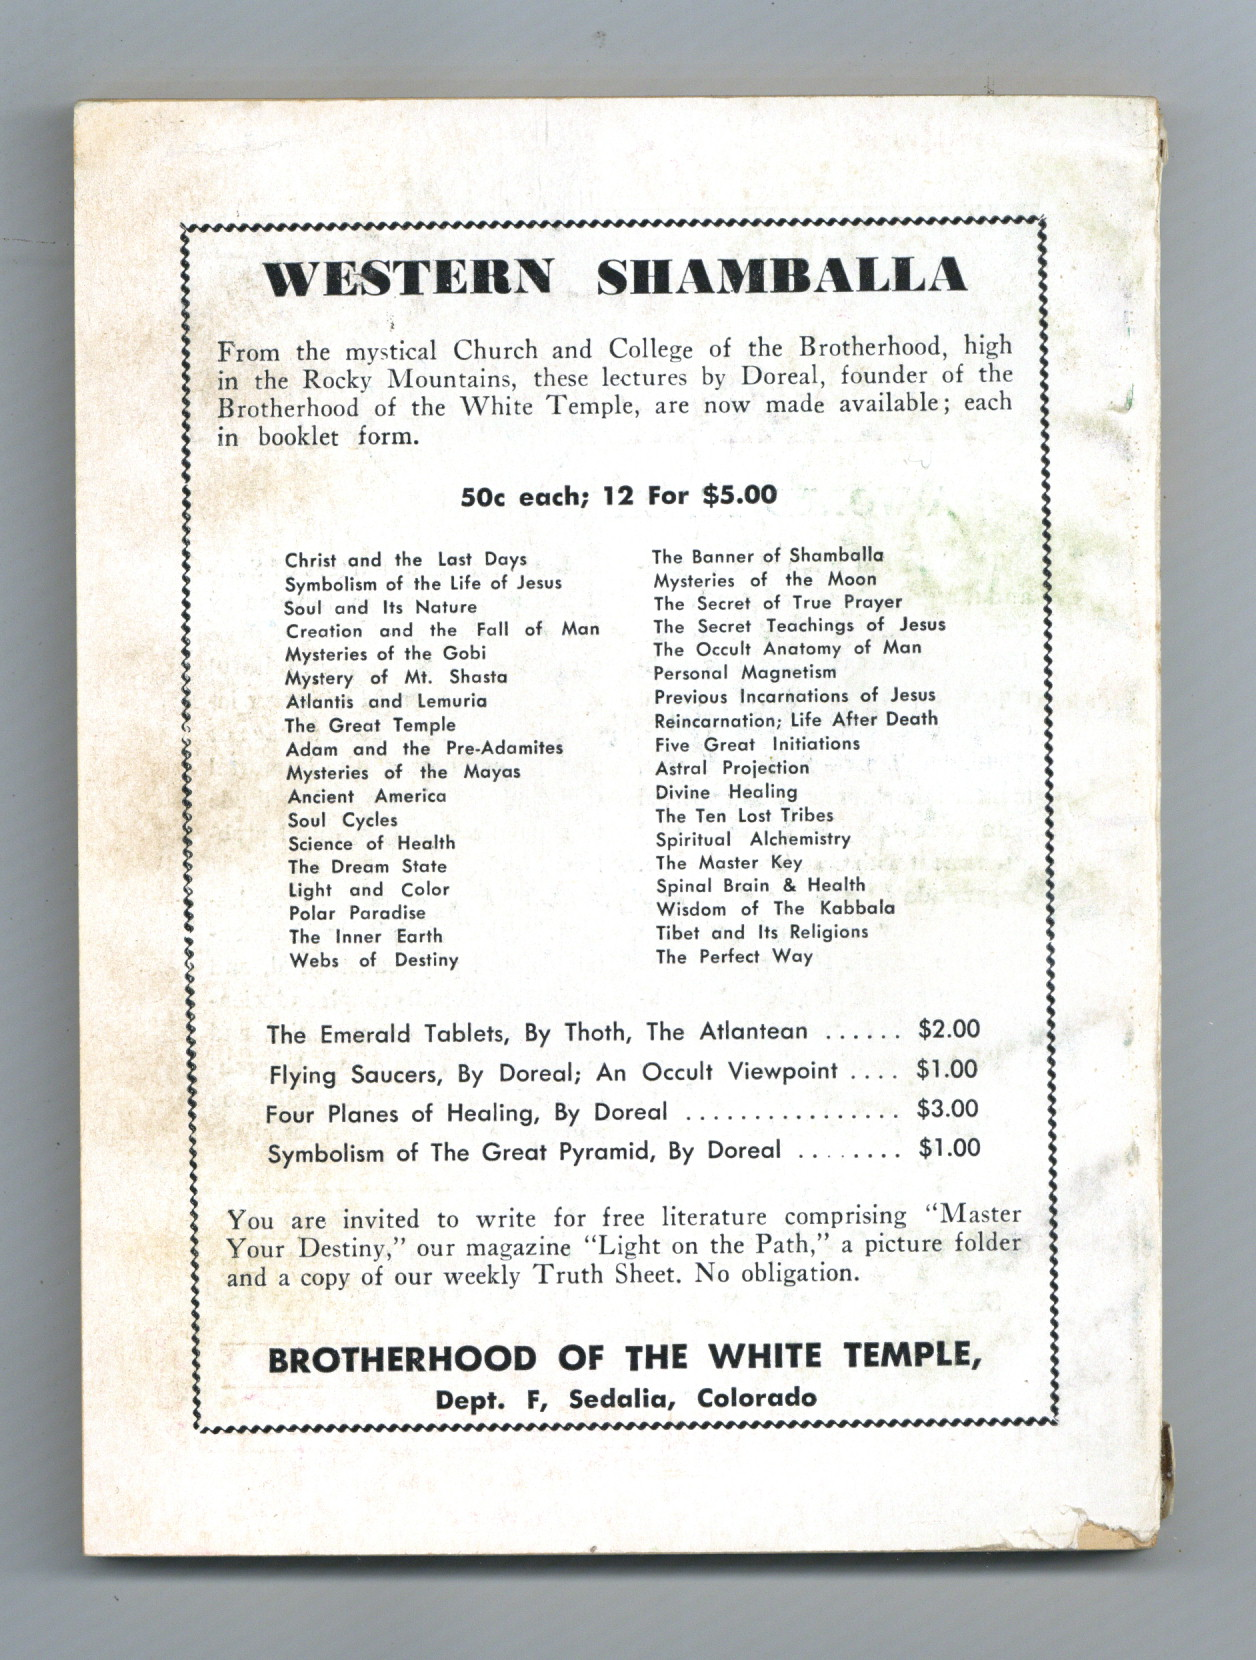 WESTERN SHAMBALLA
From the mystical Church and College of the Brotherhood, high
in the Rocky Mountains, these lectures by Doreal, founder of the
Brotherhood of the White Temple, are now made available; each
in booklet form.
50c each; 12 For $5.00
Christ and the Last Days
Symbolism of the Life of Jesus
Soul and Its Nature
Creation and the Fall of Man
Mysteries of the Gobi
Mystery of Mt. Shasta
Atlantis and Lemuria
The Great Temple
Adam and the Pre-Adamites
Mysteries of the Mayas
Ancient America
Soul Cycles
Science of Health
The Dream State
Light and Color
Polar Paradise
The Inner Earth
Webs of Destiny
The Banner of Shamballa
Mysteries of the Moon
The Secret of True Prayer
The Secret Teachings of Jesus
The Occult Anatomy of Man
Personal Magnetism
Previous Incarnations of Jesus
Reincarnation; Life After Death
Five Great Initiations
Astral Projection
Divine Healing
The Ten Lost Tribes
Spiritual Alchemistry
The Master Key
Spinal Brain & Health
Wisdom of The Kabbala
Tibet and Its Religions
The Perfect Way
The Emerald Tablets, By Thoth, The Atlantean ...... $2.00
Flying Saucers, By Doreal; An Occult Viewpoint .... $1.00
Four Planes of Healing, By Doreal ................ $3.00
Symbolism of The Great Pyramid, By Doreal ........ $1.00
You are invited to write for free literature comprising “Master
Your Destiny,” our magazine “Light on the Path,” a picture folder
and a copy of our weekly Truth Sheet. No obligation.
BROTHERHOOD OF THE WHITE TEMPLE,
Dept. F, Sedalia, Colorado